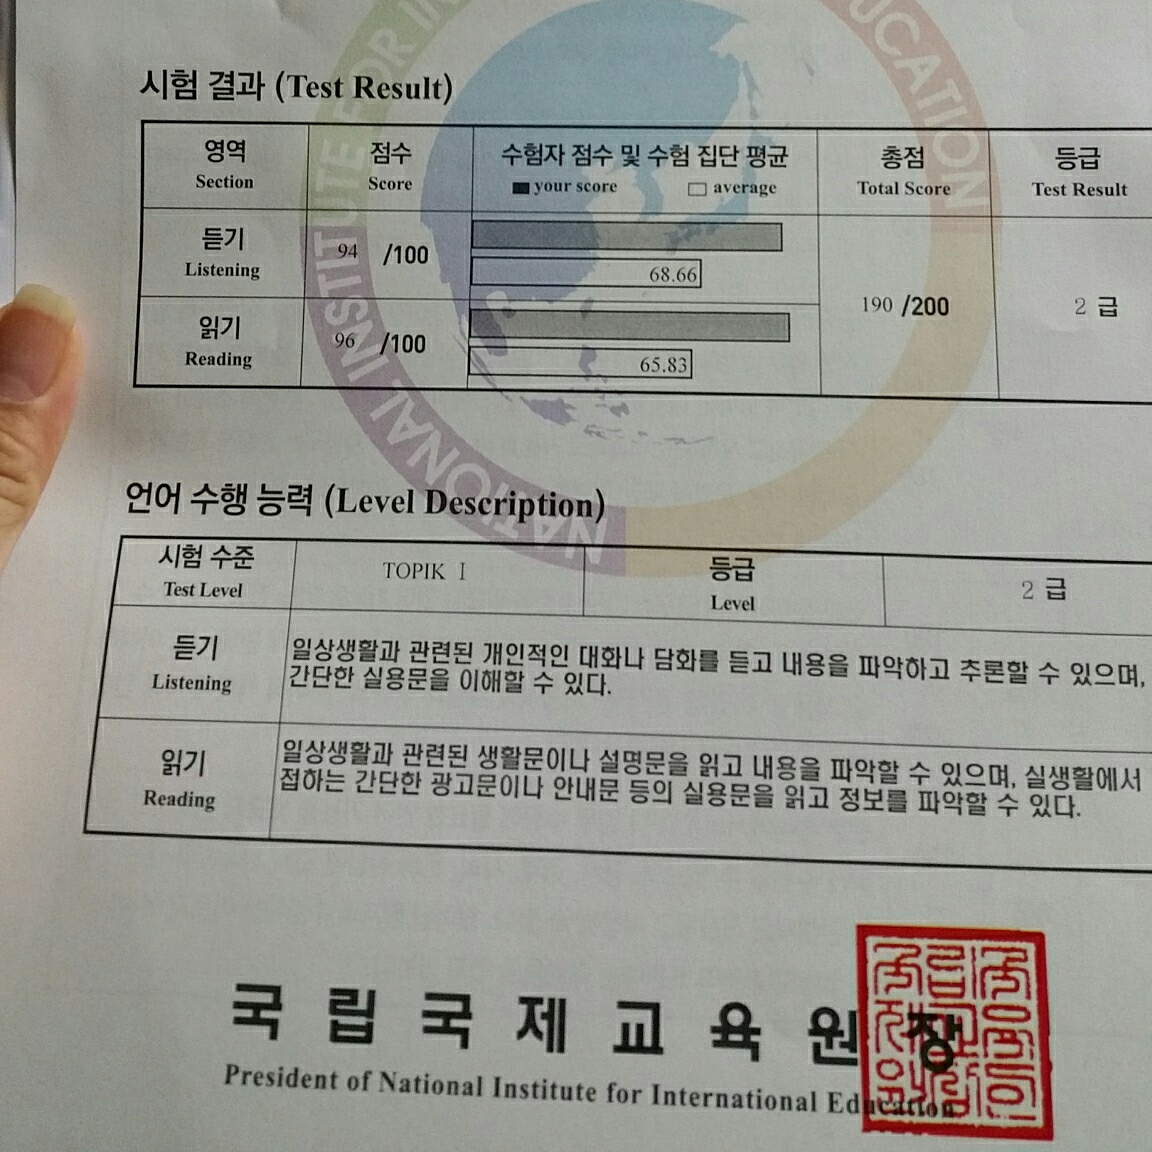 시험 결과 (Test Result)
영역 점수 수험자 점수 및 수험 집단 평균 총점 등급
Section Score your score average Total Score Test Result
듣기 94 /100
Listening 68.66
190 /200 2 급
읽기 96 /100
Reading 65.83
언어 수행 능력 (Level Description)
시험 수준 TOPIK Ⅰ 등급 2 급
Test Level Level
듣기 일상생활과 관련된 개인적인 대화나 담화를 듣고 내용을 파악하고 추론할 수 있으며,
Listening 간단한 실용문을 이해할 수 있다.
읽기 일상생활과 관련된 생활문이나 설명문을 읽고 내용을 파악할 수 있으며, 실생활에서
Reading 접하는 간단한 광고문이나 안내문 등의 실용문을 읽고 정보를 파악할 수 있다.
국립국제교육원장
President of National Institute for International Education
NATIONAL INSTITUTE FOR IN
UCATION